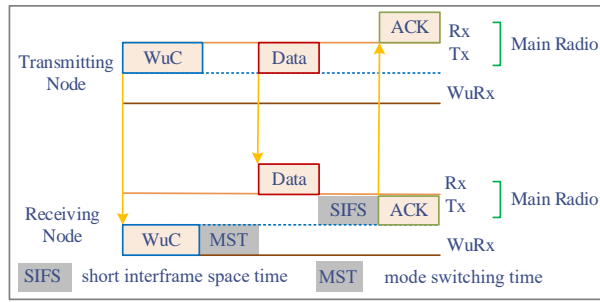 ACK
Rx
Transmitting Node
WuC
Data
Tx
Main Radio
WuRx
Data
Rx
Receiving Node
SIFS
ACK
Tx
Main Radio
WuC
MST
WuRx
SIFS short interframe space time
MST mode switching time